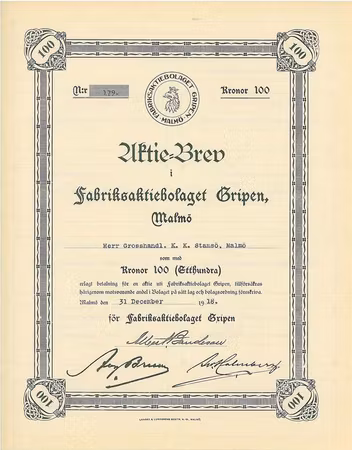 100 100
N:r 179. Kronor 100
FABRIKSAKTIEBOLAGET GRIPEN MALMÖ
Aktie-Brev
i
Fabriksaktiebolaget Gripen,
Malmö
Herr Grosshandl. K. K. Stansö, Malmö
som med
Kronor 100 (Etthundra)
erlagt betalning för en aktie uti Fabriksaktiebolaget Gripen, tillförsäkras
härigenom motsvarande andel i Bolaget på sätt lag och bolagsordning föreskriva.
Malmö den 31 December 1918.
för Fabriksaktiebolaget Gripen
100 100